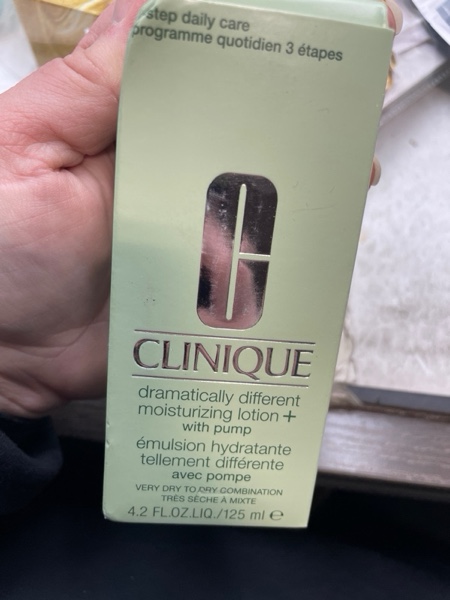 -step daily care
programme quotidien 3 étapes
CLINIQUE
dramatically different
moisturizing lotion +
with pump
émulsion hydratante
tellement différente
avec pompe
VERY DRY TO DRY COMBINATION
TRÈS SÈCHE À MIXTE
4.2 FL.OZ.LIQ./125 ml ℮